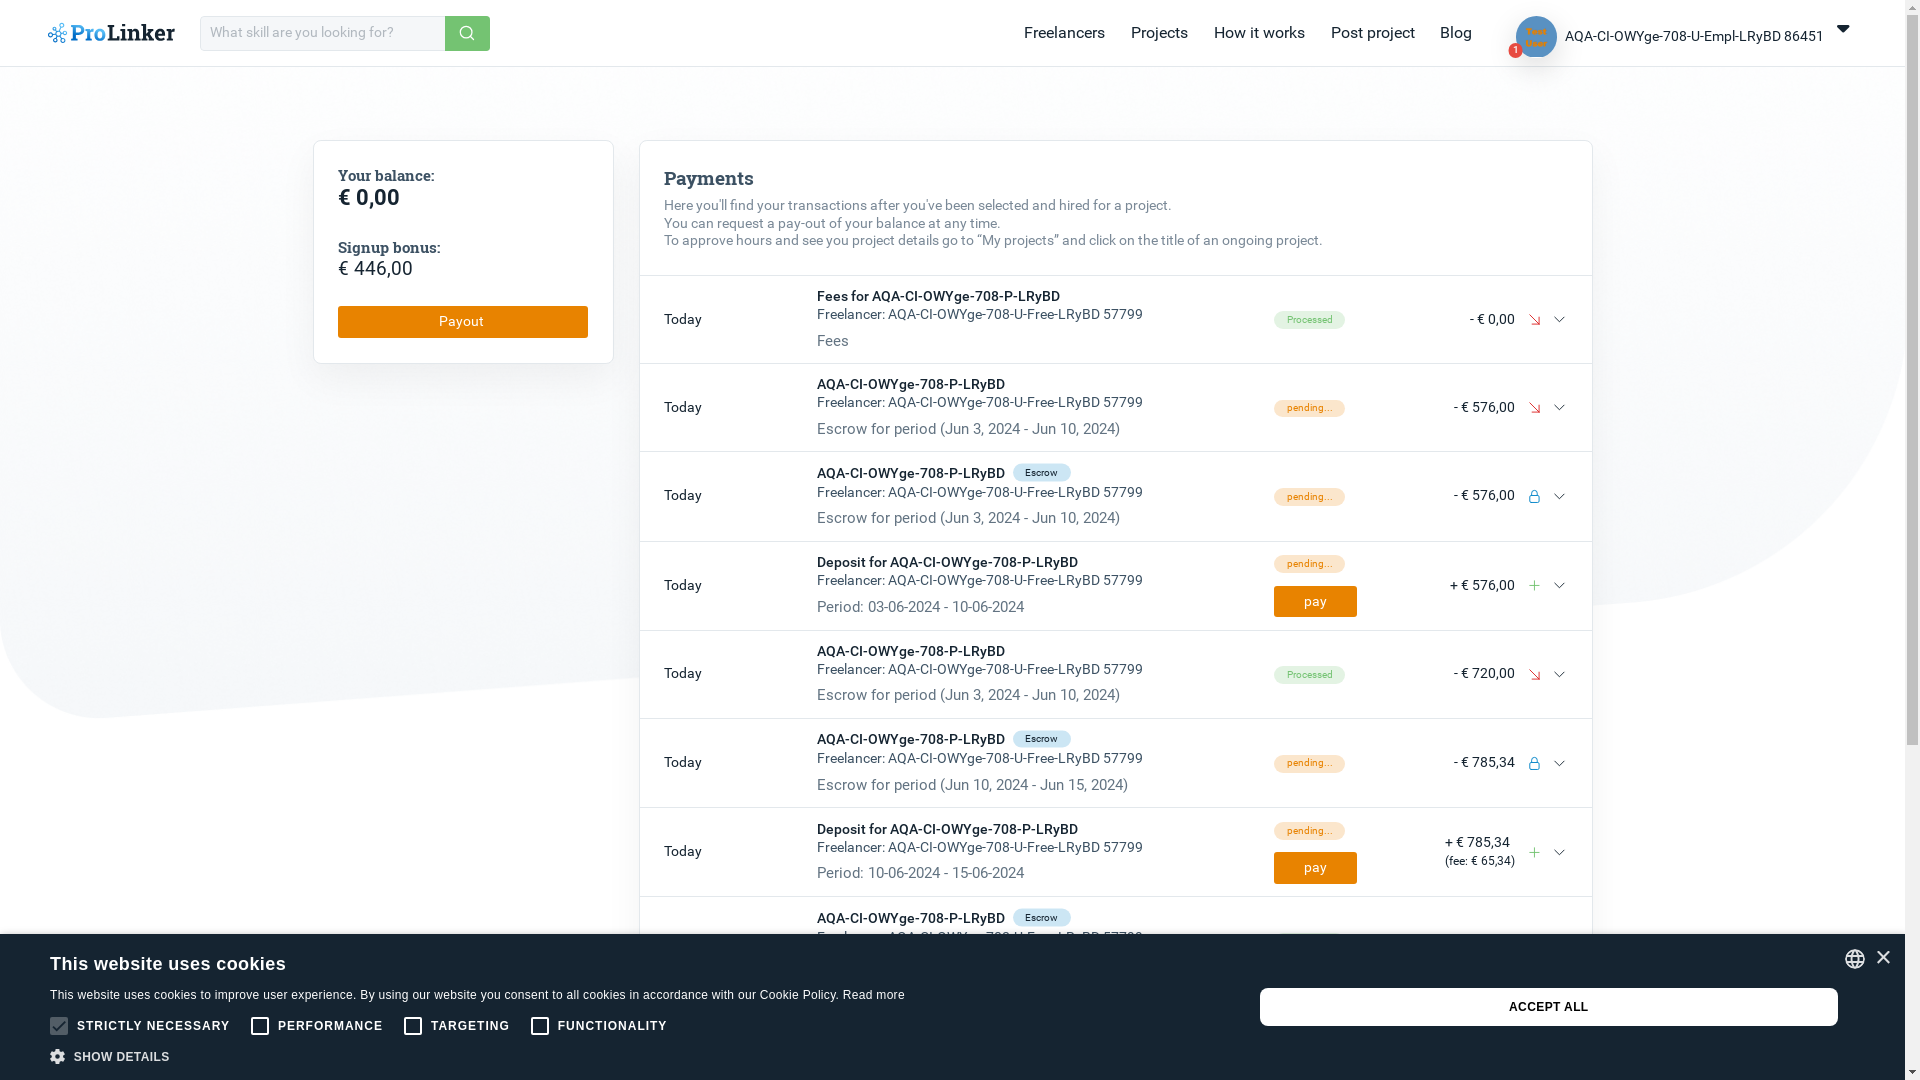 ProLinker
What skill are you looking for?
Freelancers
Projects
How it works
Post project
Blog
1
AQA-CI-OWYge-708-U-Empl-LRyBD 86451
Your balance:
€ 0,00
Signup bonus:
€ 446,00
Payout
Payments
Here you'll find your transactions after you've been selected and hired for a project.
You can request a pay-out of your balance at any time.
To approve hours and see you project details go to “My projects” and click on the title of an ongoing project.
Today
Fees for AQA-CI-OWYge-708-P-LRyBD
Freelancer: AQA-CI-OWYge-708-U-Free-LRyBD 57799
Fees
Processed
- € 0,00
Today
AQA-CI-OWYge-708-P-LRyBD
Freelancer: AQA-CI-OWYge-708-U-Free-LRyBD 57799
Escrow for period (Jun 3, 2024 - Jun 10, 2024)
pending...
- € 576,00
Today
AQA-CI-OWYge-708-P-LRyBD Escrow
Freelancer: AQA-CI-OWYge-708-U-Free-LRyBD 57799
Escrow for period (Jun 3, 2024 - Jun 10, 2024)
pending...
- € 576,00
Today
Deposit for AQA-CI-OWYge-708-P-LRyBD
Freelancer: AQA-CI-OWYge-708-U-Free-LRyBD 57799
Period: 03-06-2024 - 10-06-2024
pending...
pay
+ € 576,00
Today
AQA-CI-OWYge-708-P-LRyBD
Freelancer: AQA-CI-OWYge-708-U-Free-LRyBD 57799
Escrow for period (Jun 3, 2024 - Jun 10, 2024)
Processed
- € 720,00
Today
AQA-CI-OWYge-708-P-LRyBD Escrow
Freelancer: AQA-CI-OWYge-708-U-Free-LRyBD 57799
Escrow for period (Jun 10, 2024 - Jun 15, 2024)
pending...
- € 785,34
Today
Deposit for AQA-CI-OWYge-708-P-LRyBD
Freelancer: AQA-CI-OWYge-708-U-Free-LRyBD 57799
Period: 10-06-2024 - 15-06-2024
pending...
pay
+ € 785,34
(fee: € 65,34)
AQA-CI-OWYge-708-P-LRyBD Escrow
This website uses cookies
This website uses cookies to improve user experience. By using our website you consent to all cookies in accordance with our Cookie Policy. Read more
STRICTLY NECESSARY
PERFORMANCE
TARGETING
FUNCTIONALITY
SHOW DETAILS
ACCEPT ALL